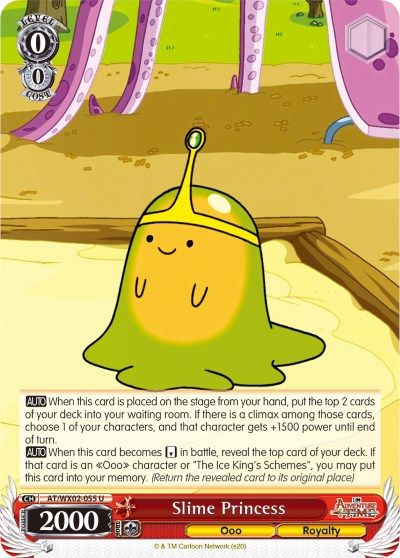 LEVEL
0
0
COST
AUTO When this card is placed on the stage from your hand, put the top 2 cards
of your deck into your waiting room. If there is a climax among those cards,
choose 1 of your characters, and that character gets +1500 power until end
of turn.
AUTO When this card becomes in battle, reveal the top card of your deck. If
that card is an «Ooo» character or "The Ice King's Schemes", you may put
that card into your memory. (Return the revealed card to its original place)
CH AT/WX02-055 U
POWER 2000
Slime Princess
Ooo Royalty
ADVENTURE TIME
© & TM Cartoon Network (s20)